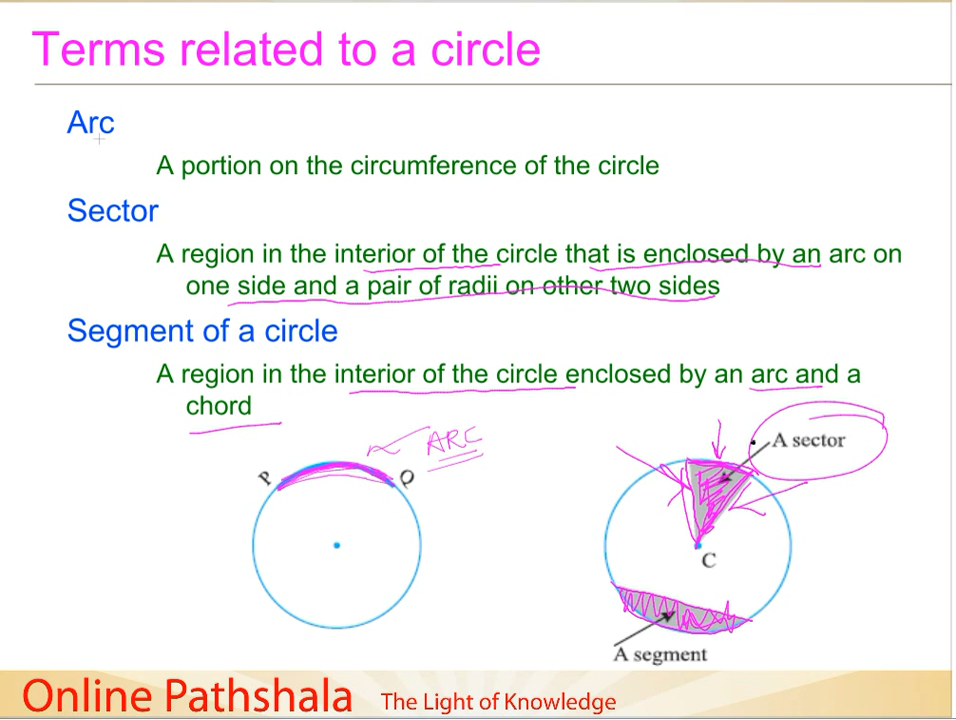 Terms related to a circle
Arc
A portion on the circumference of the circle
Sector
A region in the interior of the circle that is enclosed by an arc on
one side and a pair of radii on other two sides
Segment of a circle
A region in the interior of the circle enclosed by an arc and a
chord
P
Q
ARC
A sector
C
A segment
Online Pathshala The Light of Knowledge